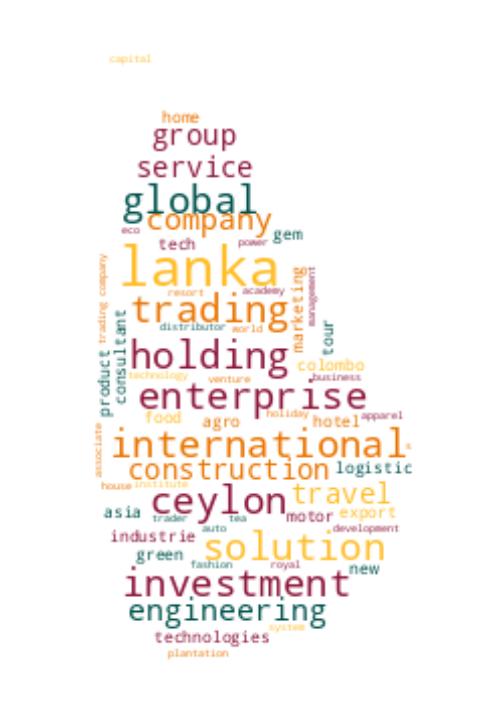 capital
home
group
service
global
company
eco
gem
tech
power
lanka
trading company
resort
academy
marketing
management
trading
distributor
world
tour
consultant
product
holding
colombo
technology
venture
business
enterprise
food
agro
holiday
hotel
apparel
associate
international
s
construction
logistic
house
institute
ceylon
travel
asia
trader
tea
motor
export
auto
development
industrie
solution
green
fashion
royal
new
investment
engineering
system
technologies
plantation